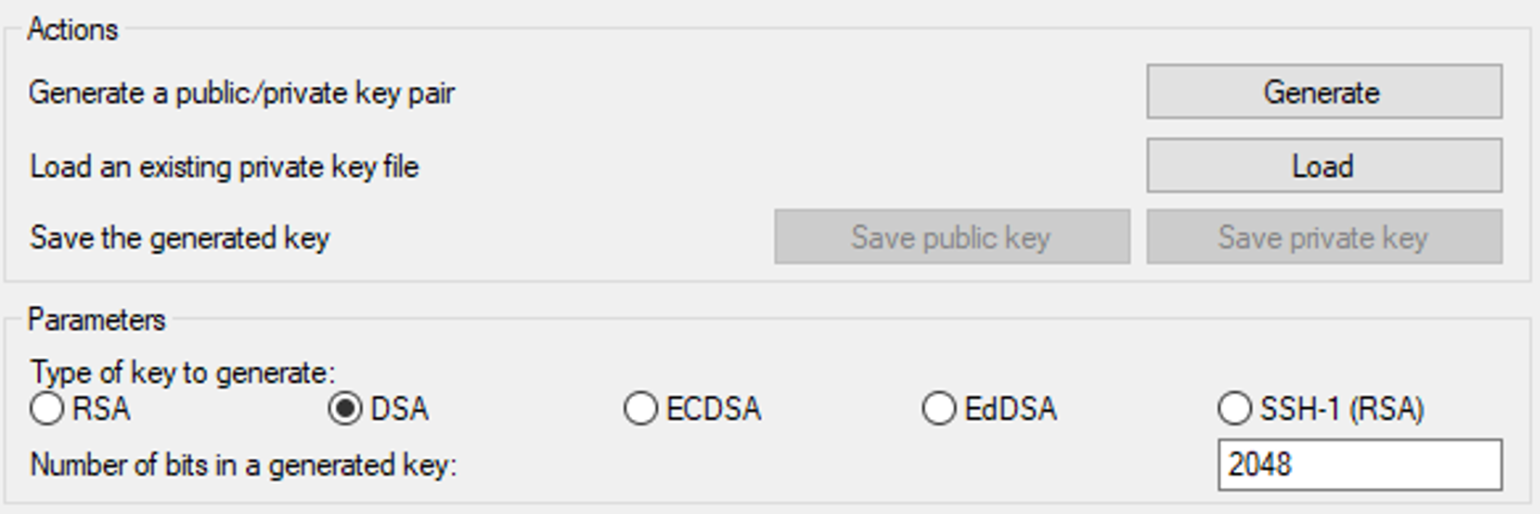 Actions
Generate a public/private key pair Generate
Load an existing private key file Load
Save the generated key Save public key Save private key
Parameters
Type of key to generate:
RSA DSA ECDSA EdDSA SSH-1 (RSA)
Number of bits in a generated key: 2048